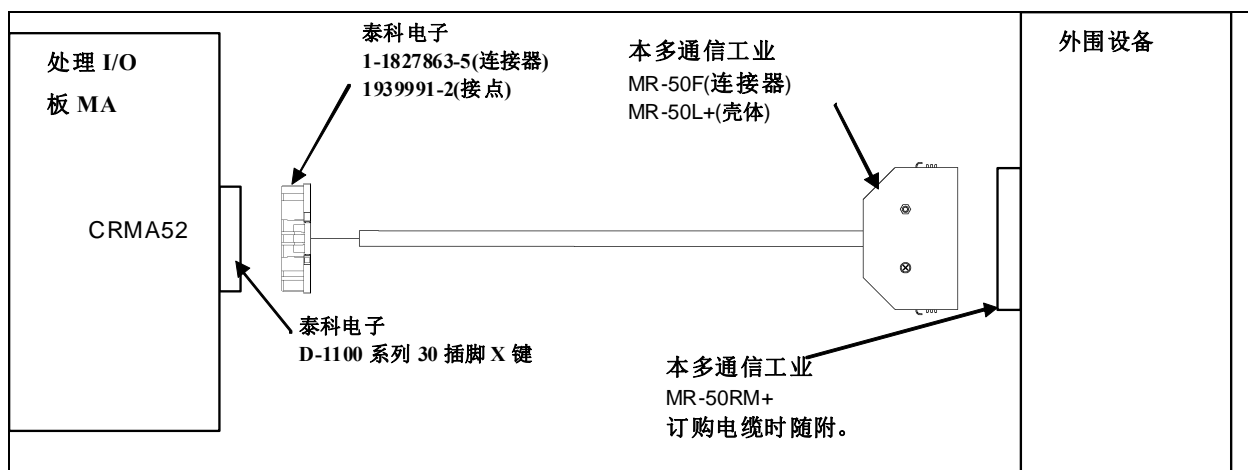 处理 I/O
板 MA
CRMA52
泰科电子
1-1827863-5(连接器)
1939991-2(接点)
泰科电子
D-1100 系列 30 插脚 X 键
本多通信工业
MR-50F(连接器)
MR-50L+(壳体)
本多通信工业
MR-50RM+
订购电缆时随附。
外围设备